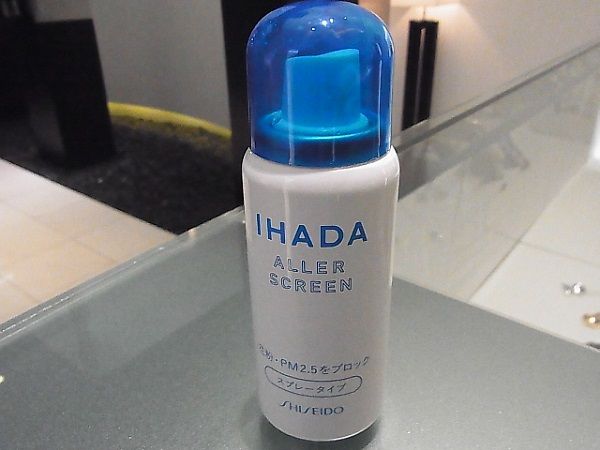 IHADA
ALLER
SCREEN
花粉・PM2.5をブロック
スプレータイプ
SHISEIDO